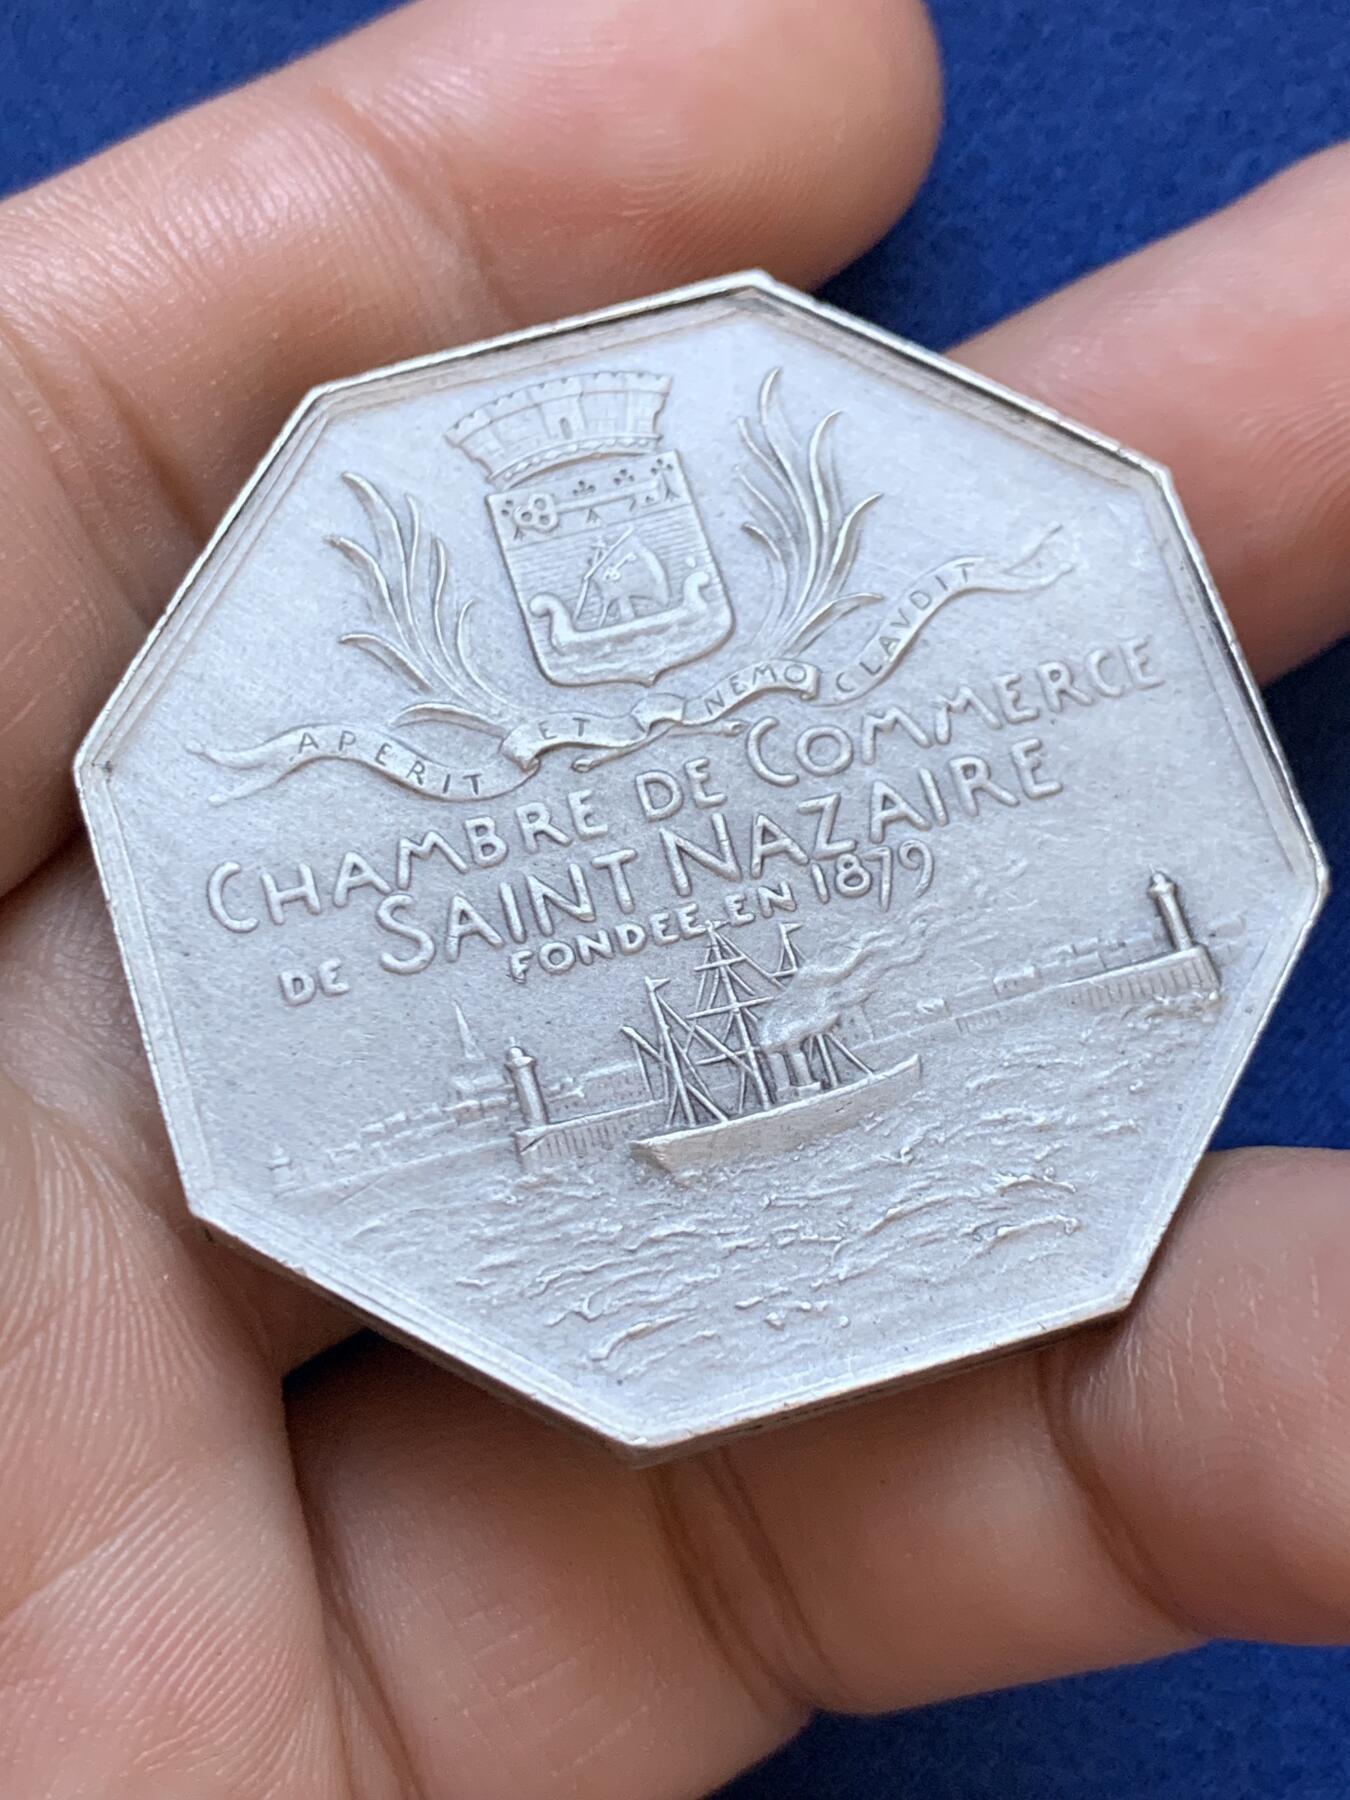 APERIT ET NEMO CLAVDIT
CHAMBRE DE COMMERCE
DE SAINT NAZAIRE
FONDEE EN 1879